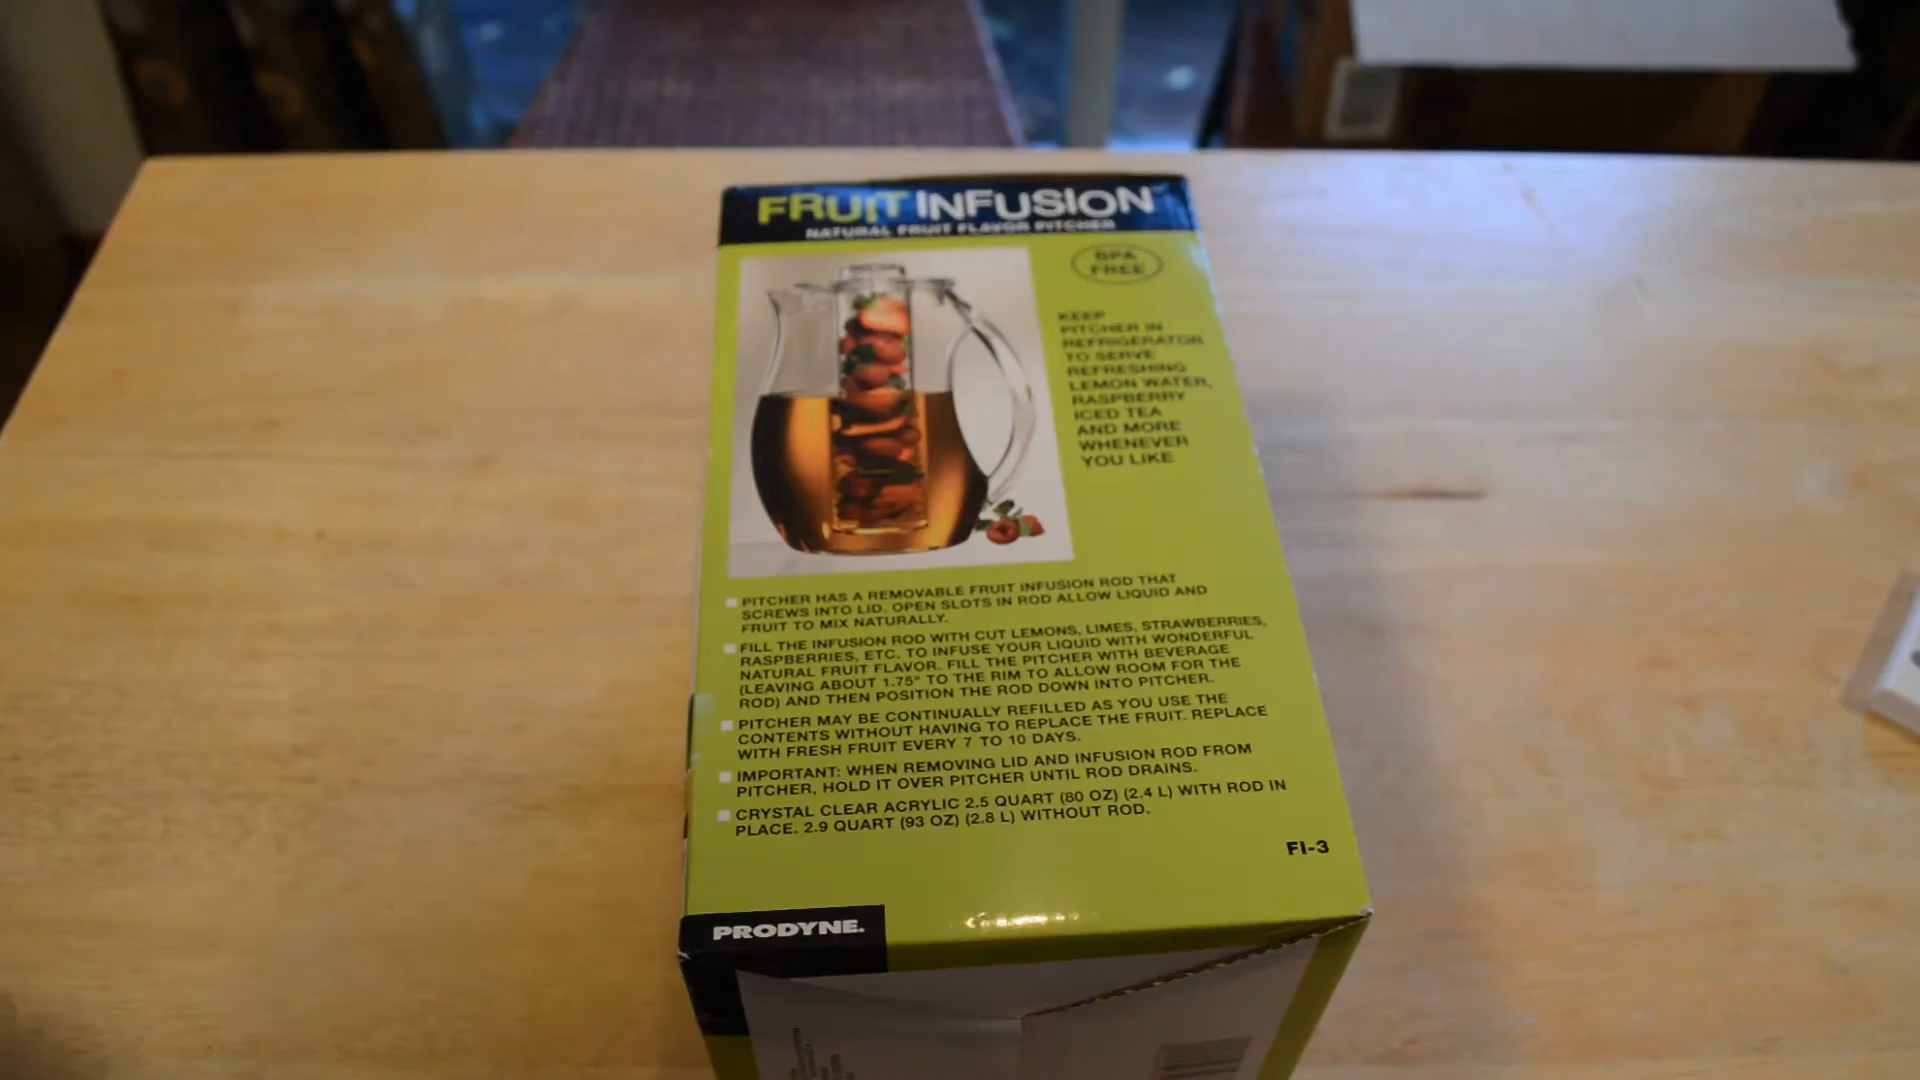 FRUIT INFUSION™
NATURAL FRUIT FLAVOR PITCHER
BPA
FREE
KEEP
PITCHER IN
REFRIGERATOR
TO SERVE
REFRESHING
LEMON WATER,
RASPBERRY
ICED TEA
AND MORE
WHENEVER
YOU LIKE
PITCHER HAS A REMOVABLE FRUIT INFUSION ROD THAT
SCREWS INTO LID. OPEN SLOTS IN ROD ALLOW LIQUID AND
FRUIT TO MIX NATURALLY.
FILL THE INFUSION ROD WITH CUT LEMONS, LIMES, STRAWBERRIES,
RASPBERRIES, ETC. TO INFUSE YOUR LIQUID WITH WONDERFUL
NATURAL FRUIT FLAVOR. FILL THE PITCHER WITH BEVERAGE
(LEAVING ABOUT 1.75" TO THE RIM TO ALLOW ROOM FOR THE
ROD) AND THEN POSITION THE ROD DOWN INTO PITCHER.
PITCHER MAY BE CONTINUALLY REFILLED AS YOU USE THE
CONTENTS WITHOUT HAVING TO REPLACE THE FRUIT. REPLACE
WITH FRESH FRUIT EVERY 7 TO 10 DAYS.
IMPORTANT: WHEN REMOVING LID AND INFUSION ROD FROM
PITCHER, HOLD IT OVER PITCHER UNTIL ROD DRAINS.
CRYSTAL CLEAR ACRYLIC 2.5 QUART (80 OZ) (2.4 L) WITH ROD IN
PLACE. 2.9 QUART (93 OZ) (2.8 L) WITHOUT ROD.
FI-3
PRODYNE.